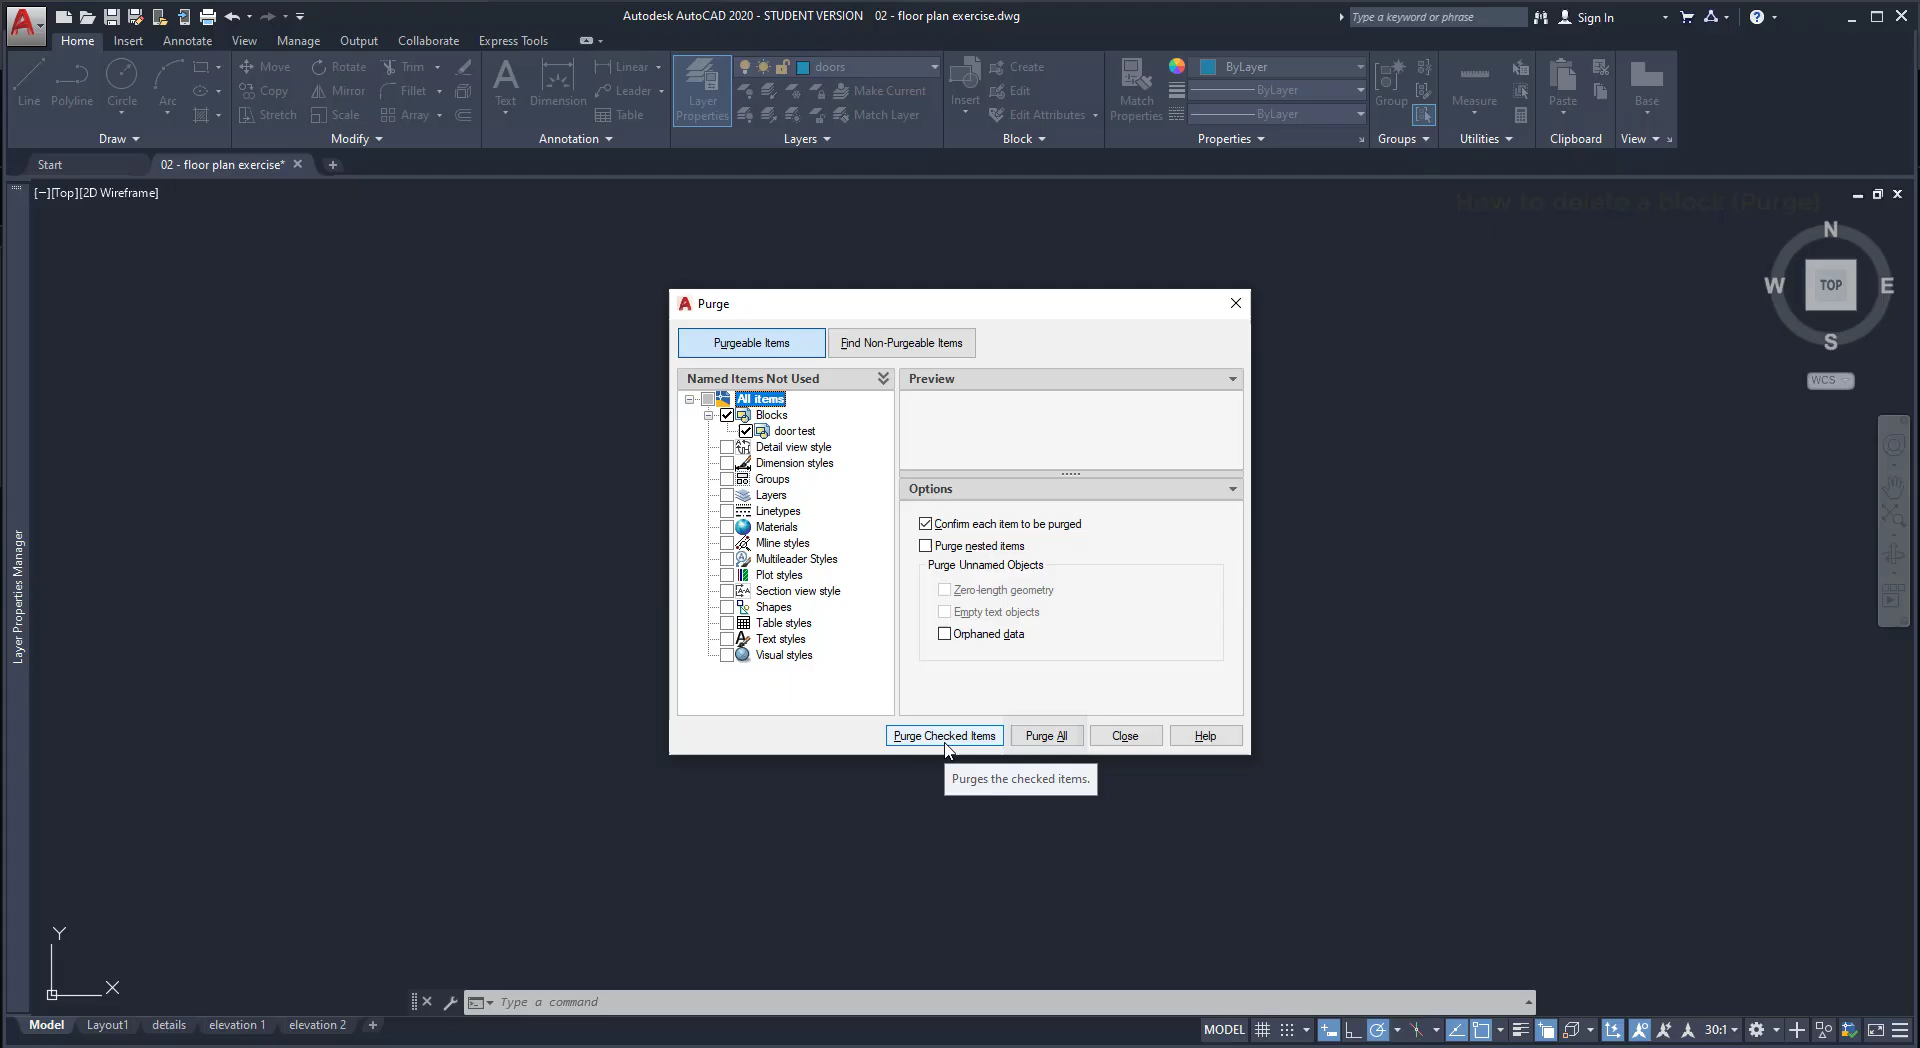 Autodesk AutoCAD 2020 - STUDENT VERSION 02 - floor plan exercise.dwg
Type a keyword or phrase
Sign In
Home Insert Annotate View Manage Output Collaborate Express Tools
Line Polyline Circle Arc
Move Rotate Trim
Copy Mirror Fillet
Stretch Scale Array
Text Dimension
Linear
Leader
Table
Layer Properties
doors
Make Current
Match Layer
Insert
Create
Edit
Edit Attributes
Match Properties
ByLayer
ByLayer
ByLayer
Group
Measure
Paste
Base
Draw Modify Annotation Layers Block Properties Groups Utilities Clipboard View
Start 02 - floor plan exercise*
[−][Top][2D Wireframe]
How to delete a block (Purge)
N
W TOP E
S
WCS
Layer Properties Manager
Purge
Purgeable Items Find Non-Purgeable Items
Named Items Not Used
All items
Blocks
door test
Detail view style
Dimension styles
Groups
Layers
Linetypes
Materials
Mline styles
Multileader Styles
Plot styles
Section view style
Shapes
Table styles
Text styles
Visual styles
Preview
Options
Confirm each item to be purged
Purge nested items
Purge Unnamed Objects
Zero-length geometry
Empty text objects
Orphaned data
Purge Checked Items Purge All Close Help
Purges the checked items.
Y
X
Type a command
Model Layout1 details elevation 1 elevation 2
MODEL 30:1